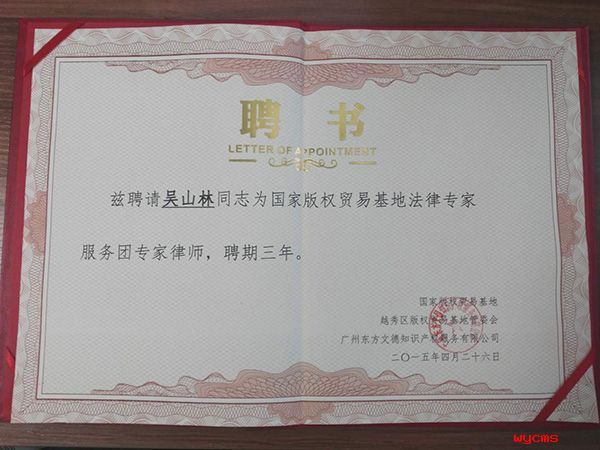 聘书
LETTER OF APPOINTMENT
兹聘请吴山林同志为国家版权贸易基地法律专家
服务团专家律师，聘期三年。
国家版权贸易基地
越秀区版权贸易基地管委会
广州东方文德知识产权服务有限公司
二〇一五年四月二十六日
wycms